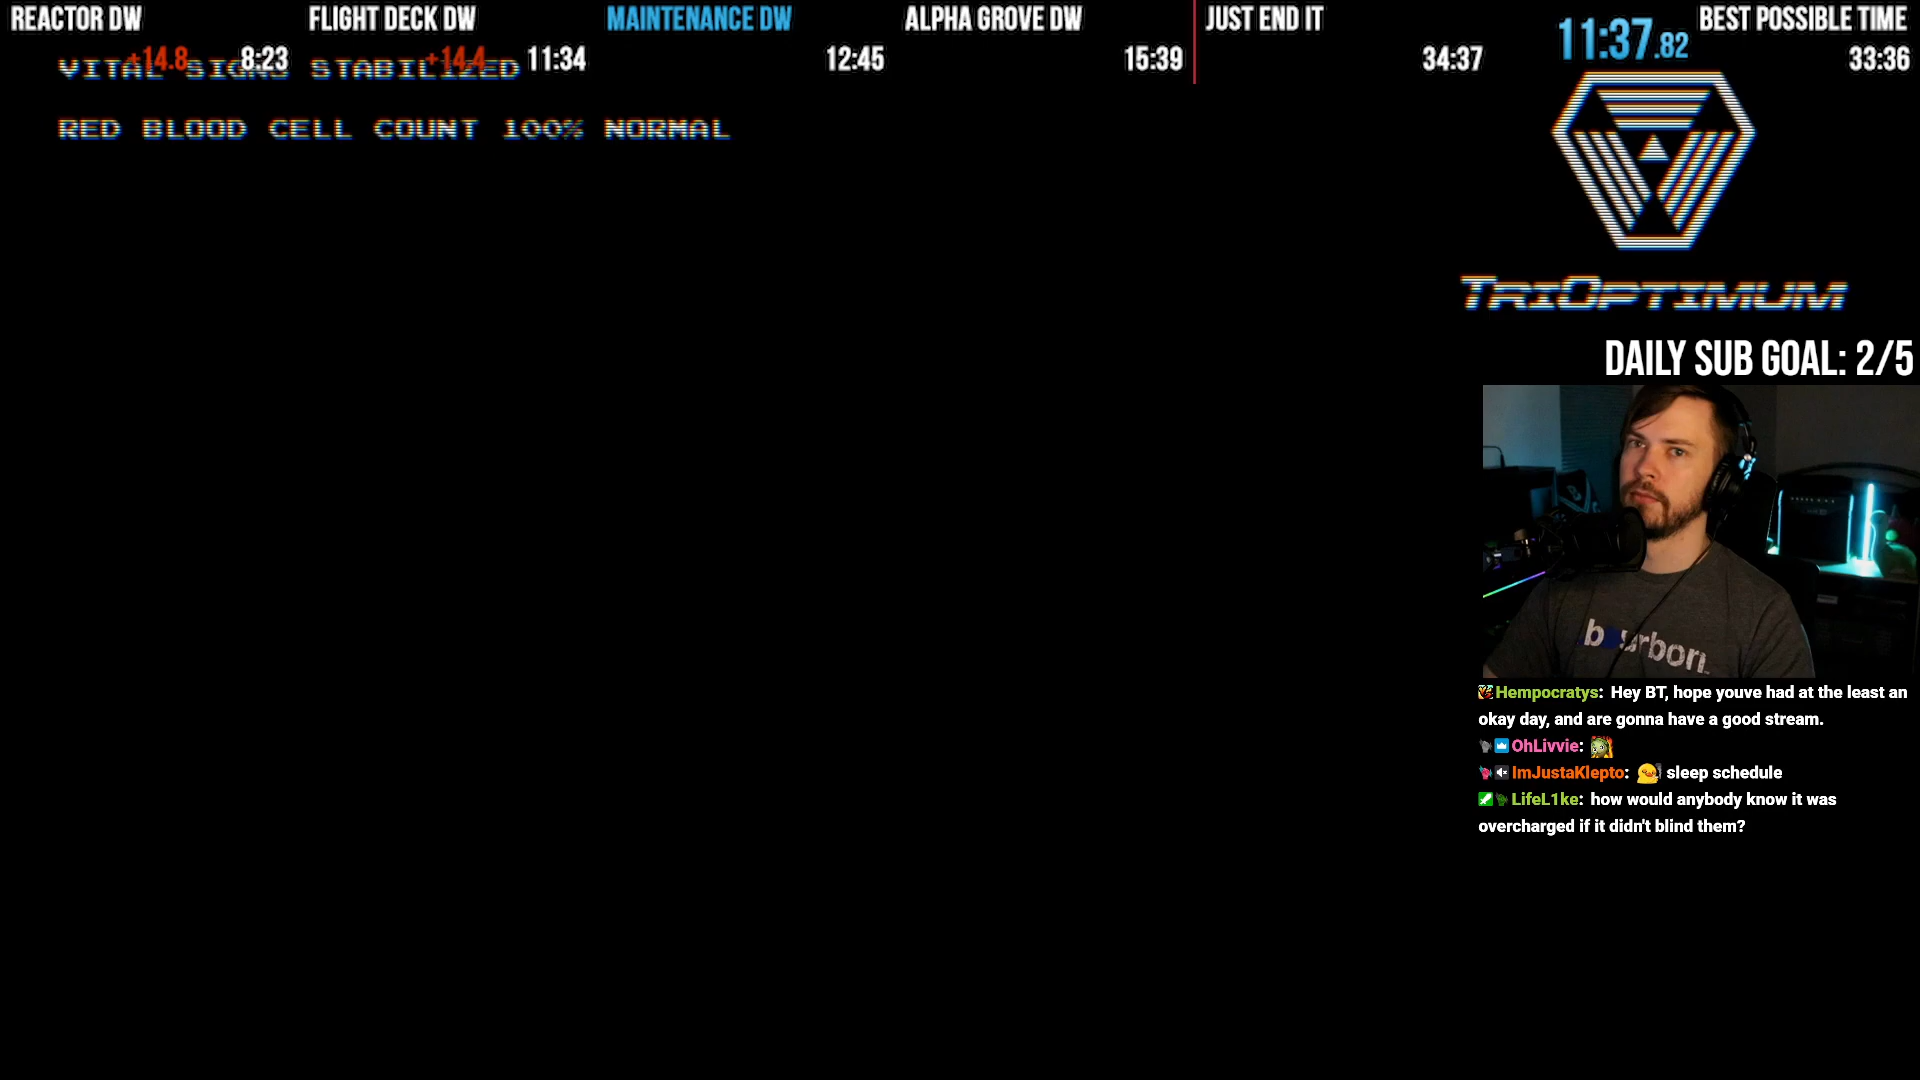 REACTOR DW
+14.8 8:23
FLIGHT DECK DW
+14.4 11:34
MAINTENANCE DW
12:45
ALPHA GROVE DW
15:39
JUST END IT
34:37
11:37.82
BEST POSSIBLE TIME
33:36
VITAL SIGNS STABILIZED
RED BLOOD CELL COUNT 100% NORMAL
TRIOPTIMUM
DAILY SUB GOAL: 2/5
bourbon
Hempocratys: Hey BT, hope youve had at the least an
okay day, and are gonna have a good stream.
OhLivvie:
ImJustaKlepto: sleep schedule
LifeL1ke: how would anybody know it was
overcharged if it didn't blind them?